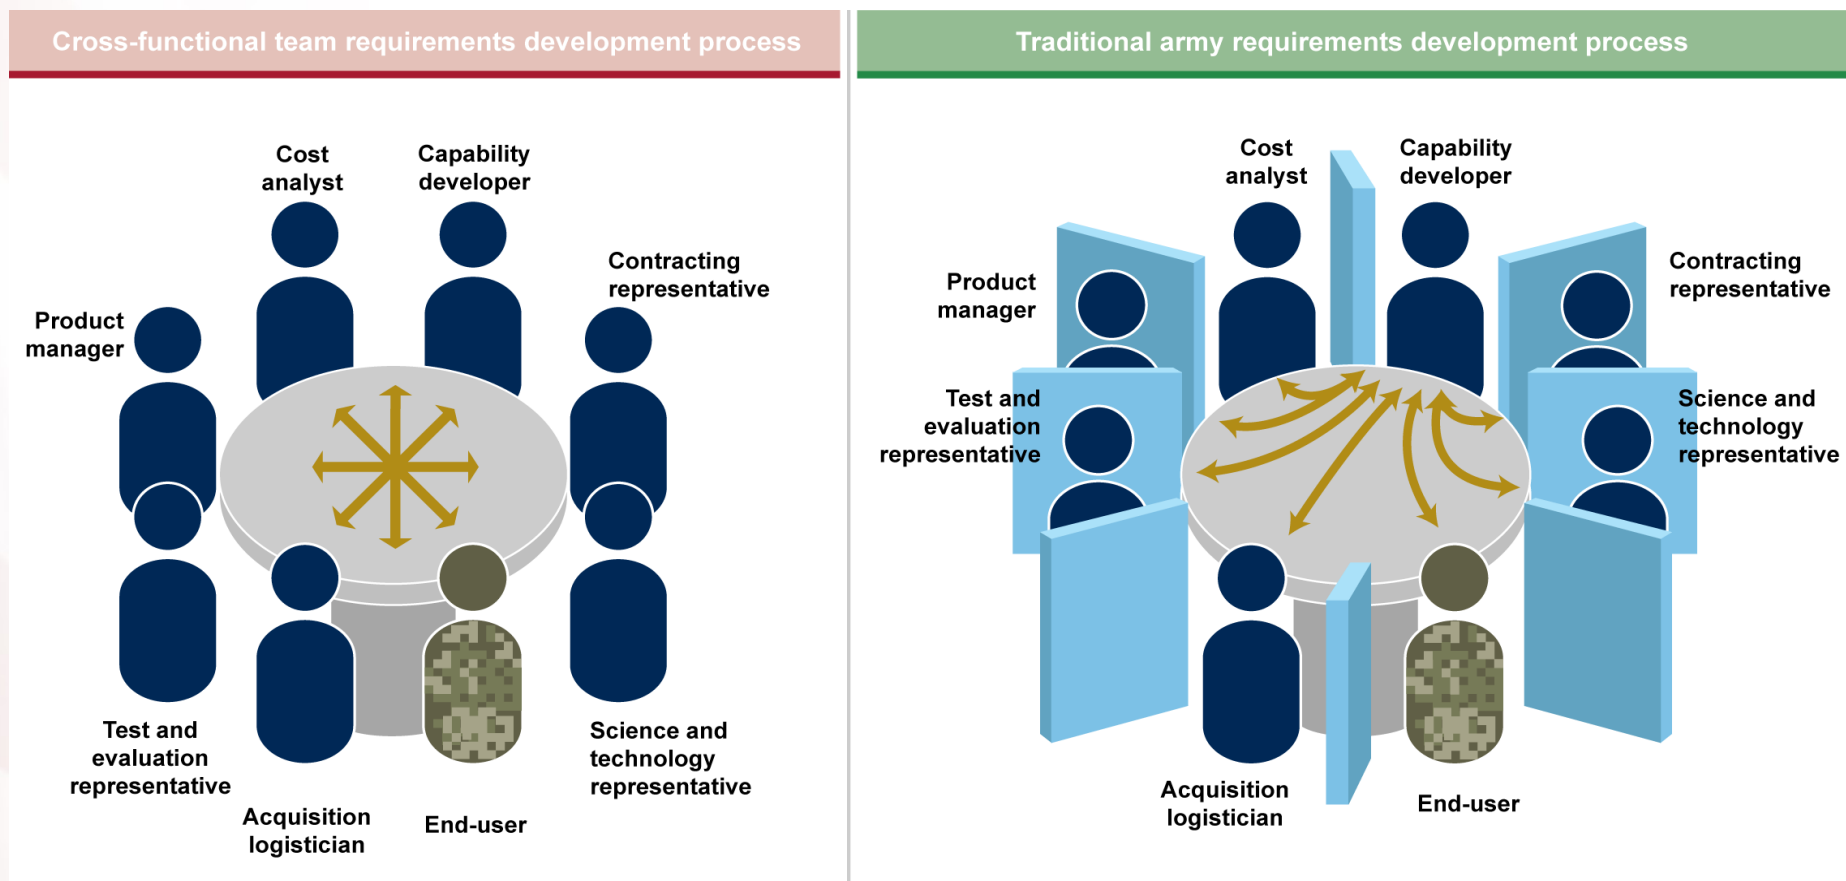 Cross-functional team requirements development process
Cost
analyst
Capability
developer
Contracting
representative
Product
manager
Test and
evaluation
representative
Science and
technology
representative
Acquisition
logistician
End-user
Traditional army requirements development process
Cost
analyst
Capability
developer
Product
manager
Contracting
representative
Test and
evaluation
representative
Science and
technology
representative
Acquisition
logistician
End-user